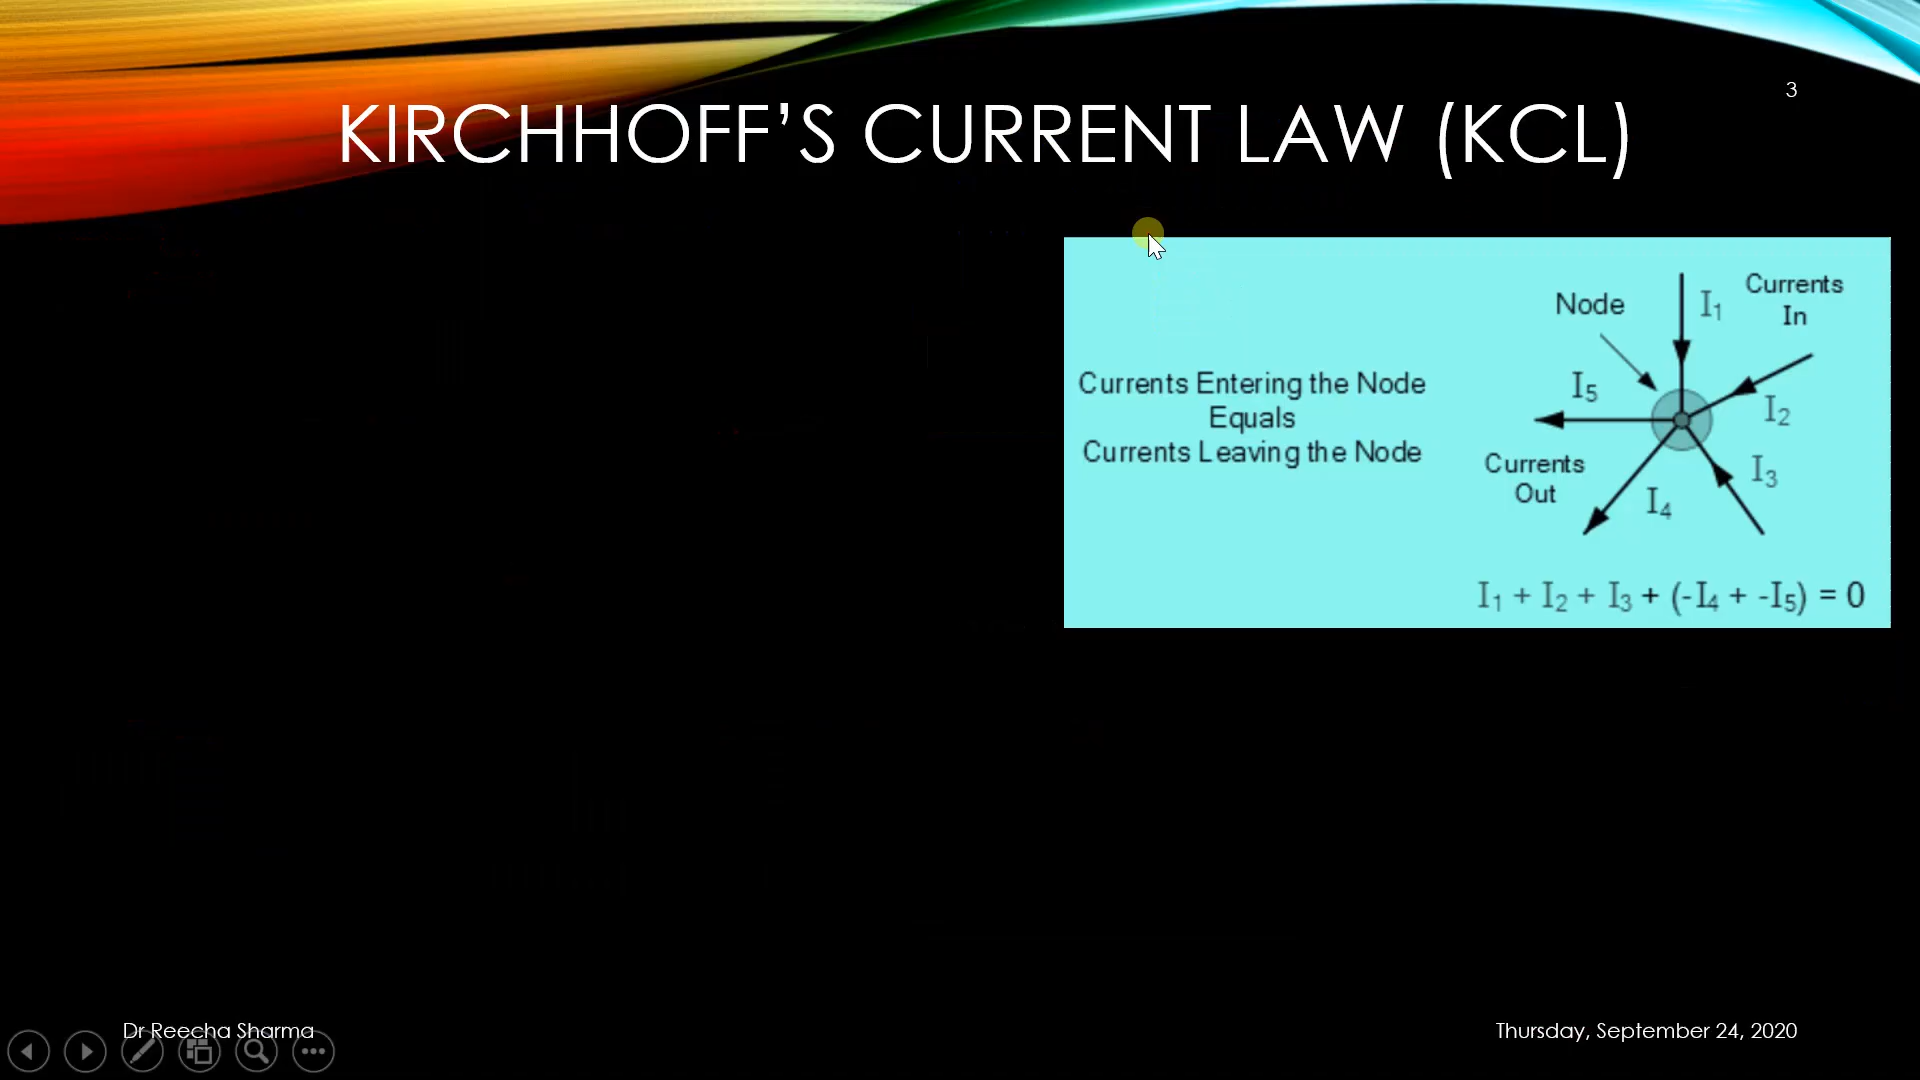 3
KIRCHHOFF’S CURRENT LAW (KCL)
Currents Entering the Node
Equals
Currents Leaving the Node
Node
I₁
Currents
In
I₅
I₂
Currents
Out
I₃
I₄
I₁ + I₂ + I₃ + (-I₄ + -I₅) = 0
Dr Reecha Sharma
Thursday, September 24, 2020